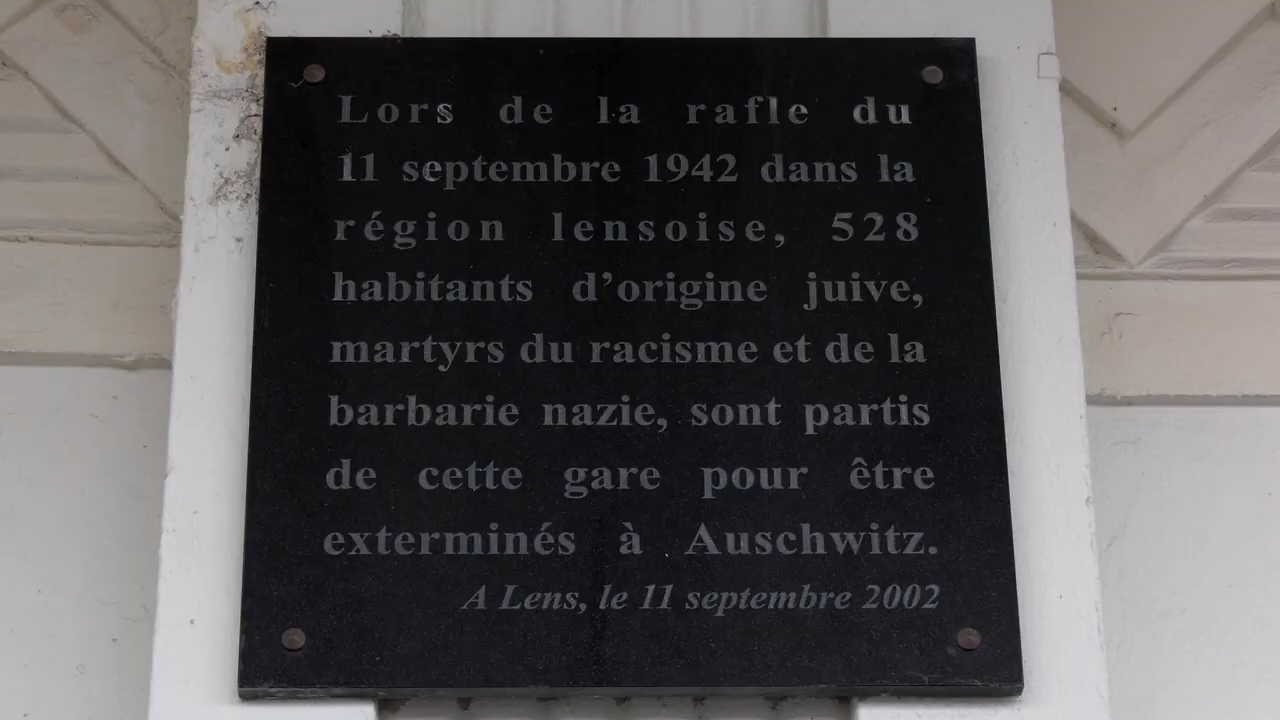 Lors de la rafle du
11 septembre 1942 dans la
région lensoise, 528
habitants d’origine juive,
martyrs du racisme et de la
barbarie nazie, sont partis
de cette gare pour être
exterminés à Auschwitz.
A Lens, le 11 septembre 2002